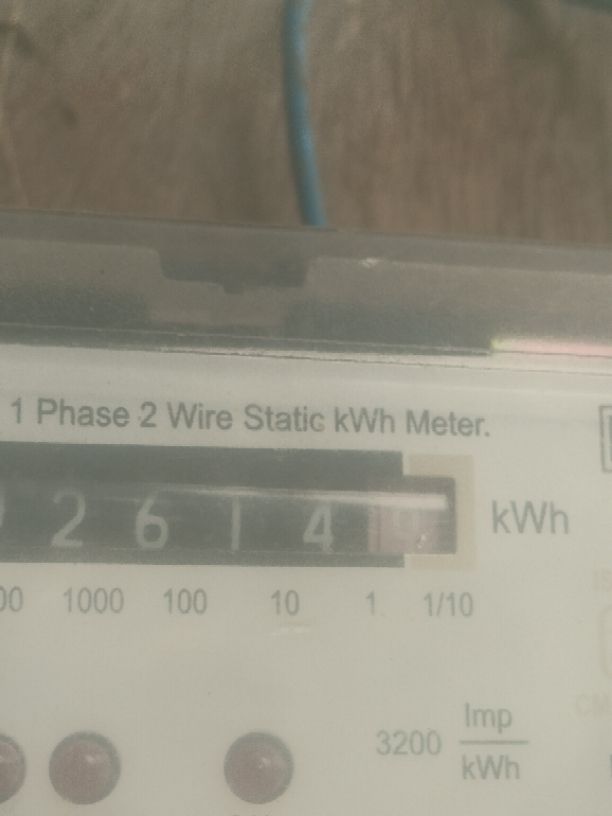 1 Phase 2 Wire Static kWh Meter.
2 6 1 4
kWh
1000 100 10 1 1/10
3200 Imp/kWh